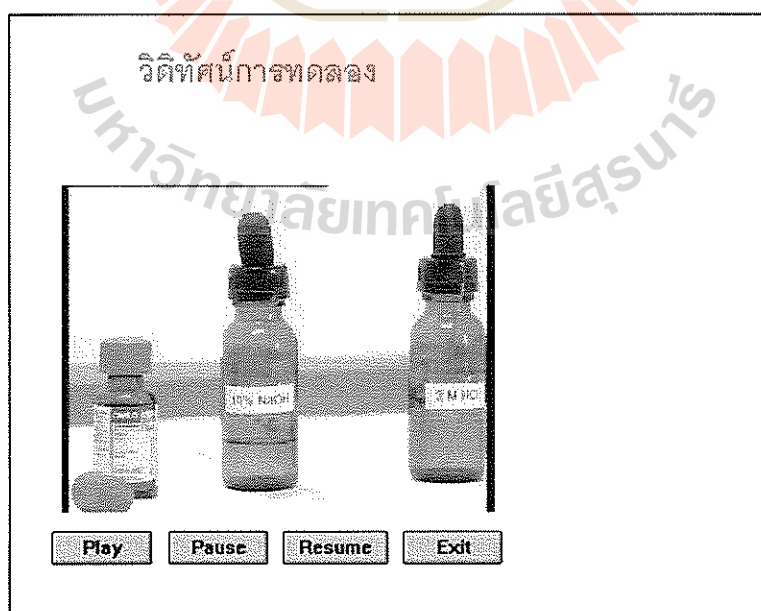 วิดิทัศน์การทดลอง
มหาวิทยาลัยเทคโนโลยีสุรนารี
10% NaOH
2 M HCl
Play
Pause
Resume
Exit